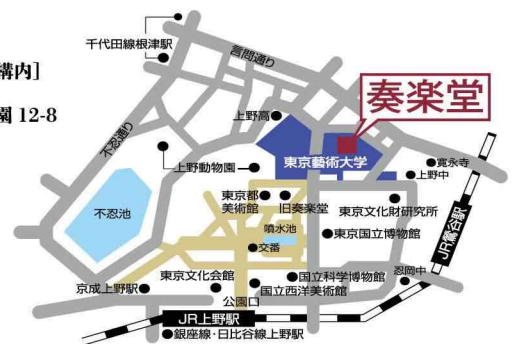 構内]
園 12-8
千代田線根津駅
言問通り
不忍通り
上野高
奏楽堂
上野動物園
東京藝術大学
寛永寺
上野中
不忍池
東京都
美術館
旧奏楽堂
東京文化財研究所
噴水池
東京国立博物館
交番
JR鶯谷駅
東京文化会館
国立科学博物館
忍岡中
京成上野駅
国立西洋美術館
公園口
JR上野駅
銀座線・日比谷線上野駅